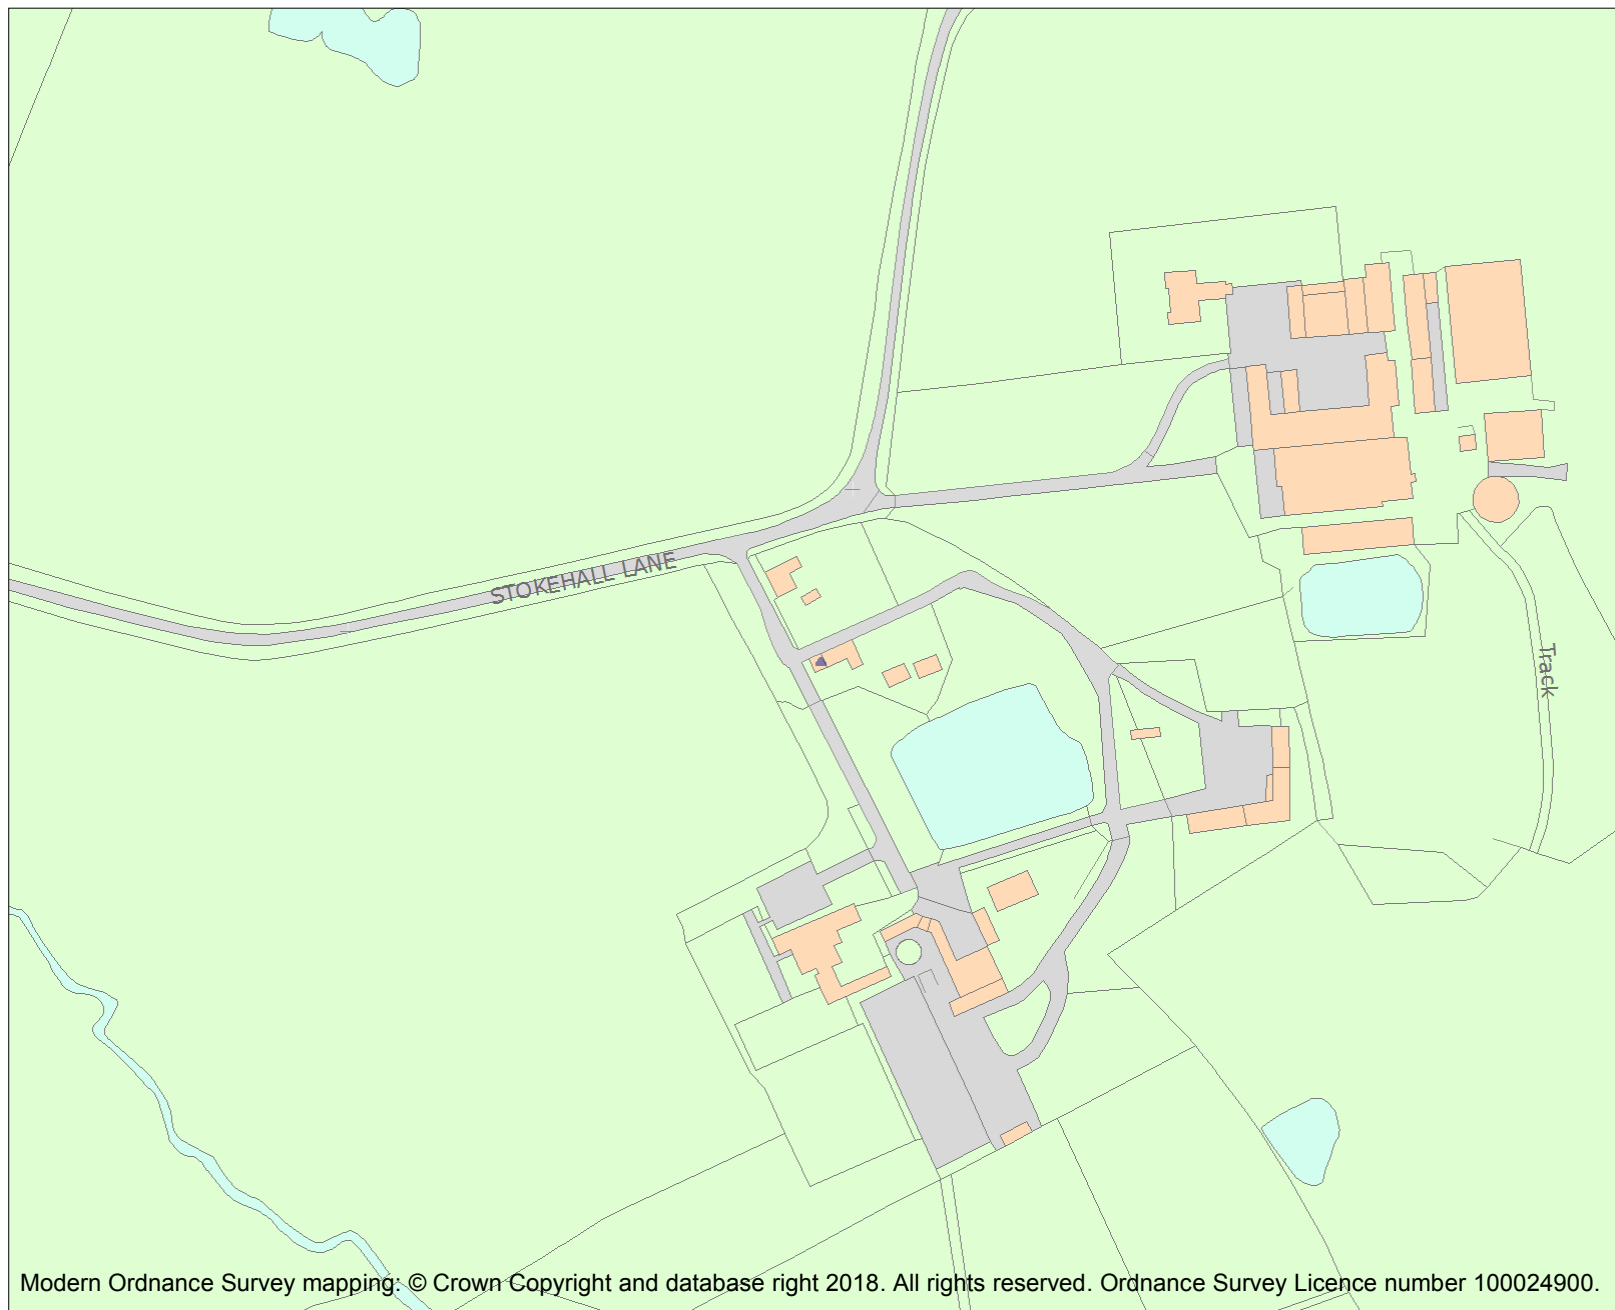 STOKEHALL LANE
Track
Modern Ordnance Survey mapping: © Crown Copyright and database right 2018. All rights reserved. Ordnance Survey Licence number 100024900.